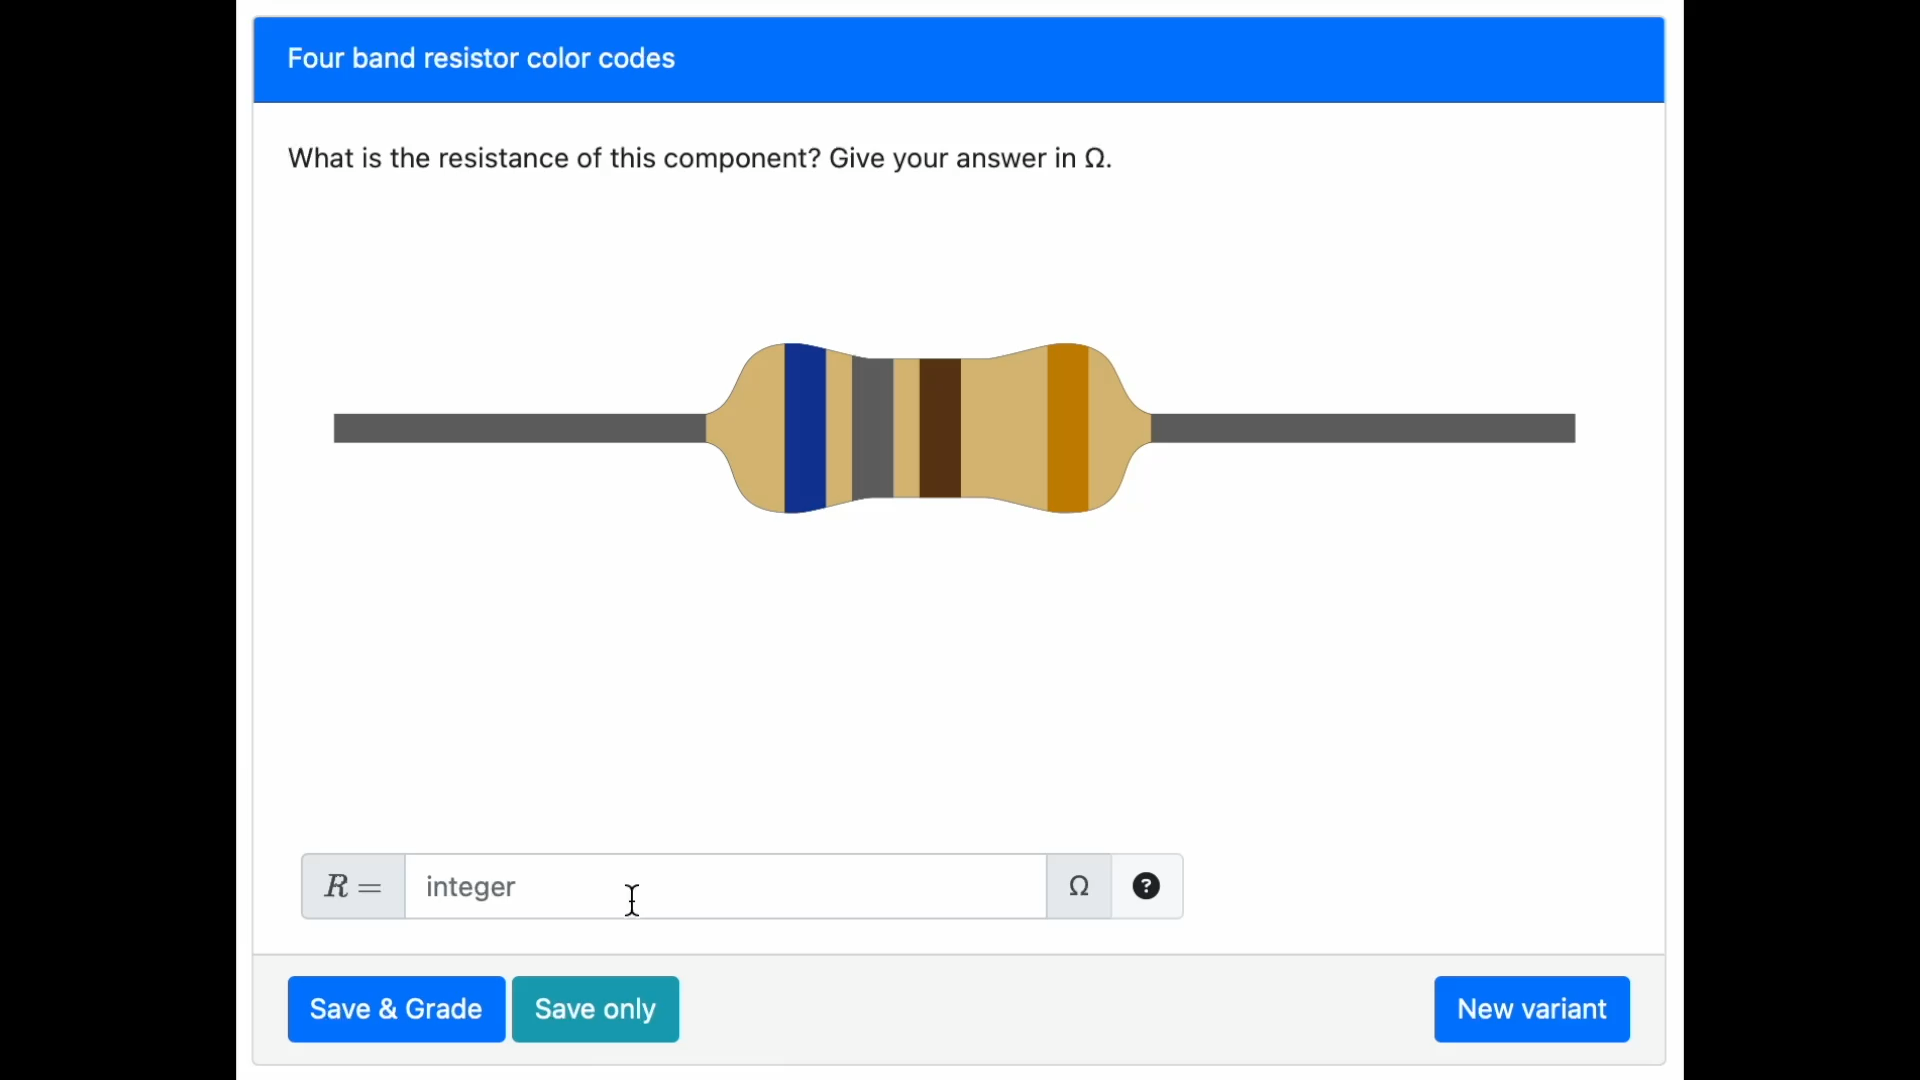 Four band resistor color codes
What is the resistance of this component? Give your answer in Ω.
R = integer Ω ?
Save & Grade Save only New variant